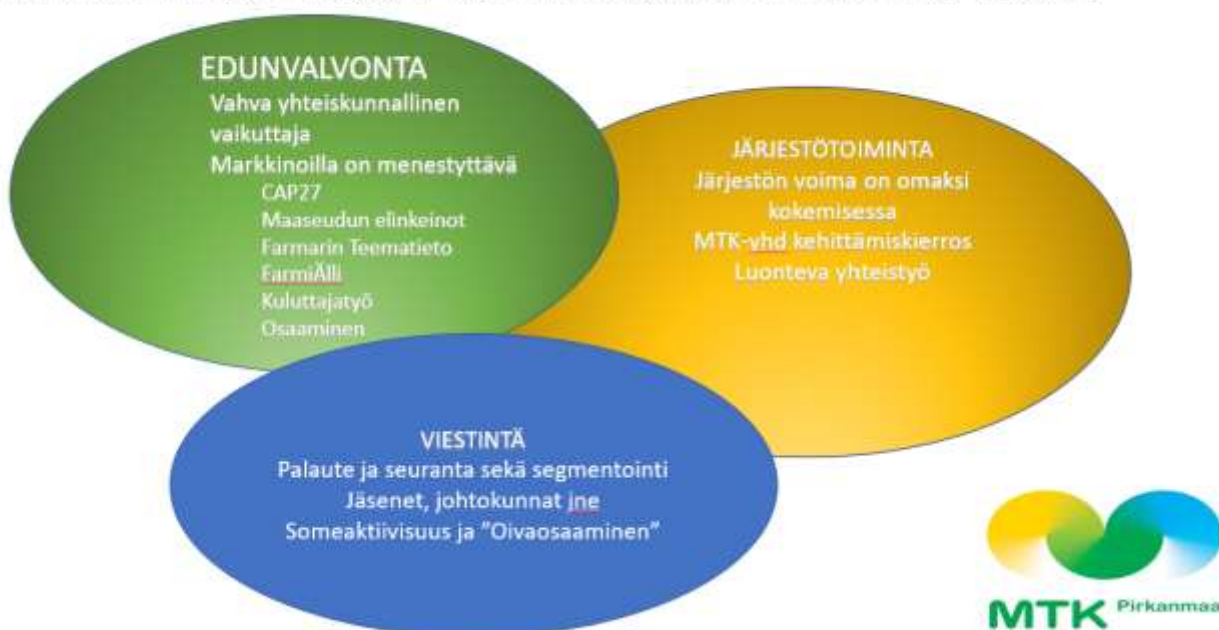 EDUNVALVONTA
Vahva yhteiskunnallinen
vaikuttaja
Markkinoilla on menestyttävä
CAP27
Maaseudun elinkeinot
Farmarin Teematieto
FarmiÄlli
Kuluttajatyö
Osaaminen
JÄRJESTÖTOIMINTA
Järjestön voima on omaksi
kokemisessa
MTK-yhd kehittämiskierros
Luonteva yhteistyö
VIESTINTÄ
Palaute ja seuranta sekä segmentointi
Jäsenet, johtokunnat jne
Someaktiivisuus ja ”Oivaosaaminen”
MTK Pirkanmaa